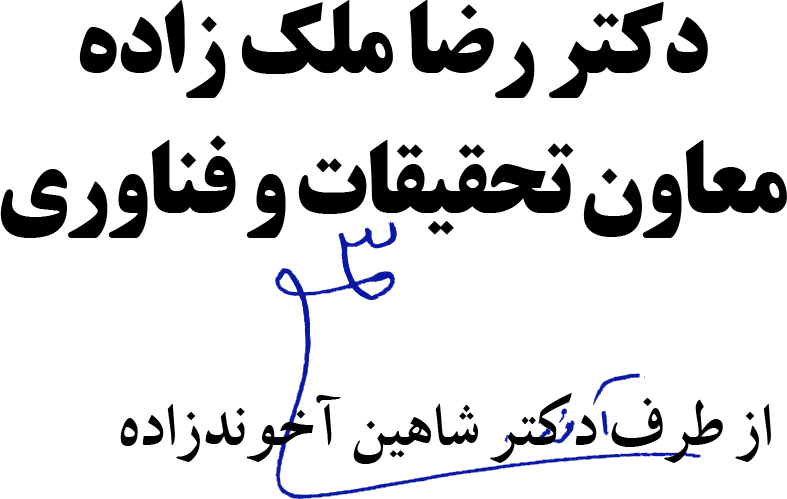 دکتر رضا ملک زاده
معاون تحقیقات و فناوری
از طرف دکتر شاهین آخوندزاده